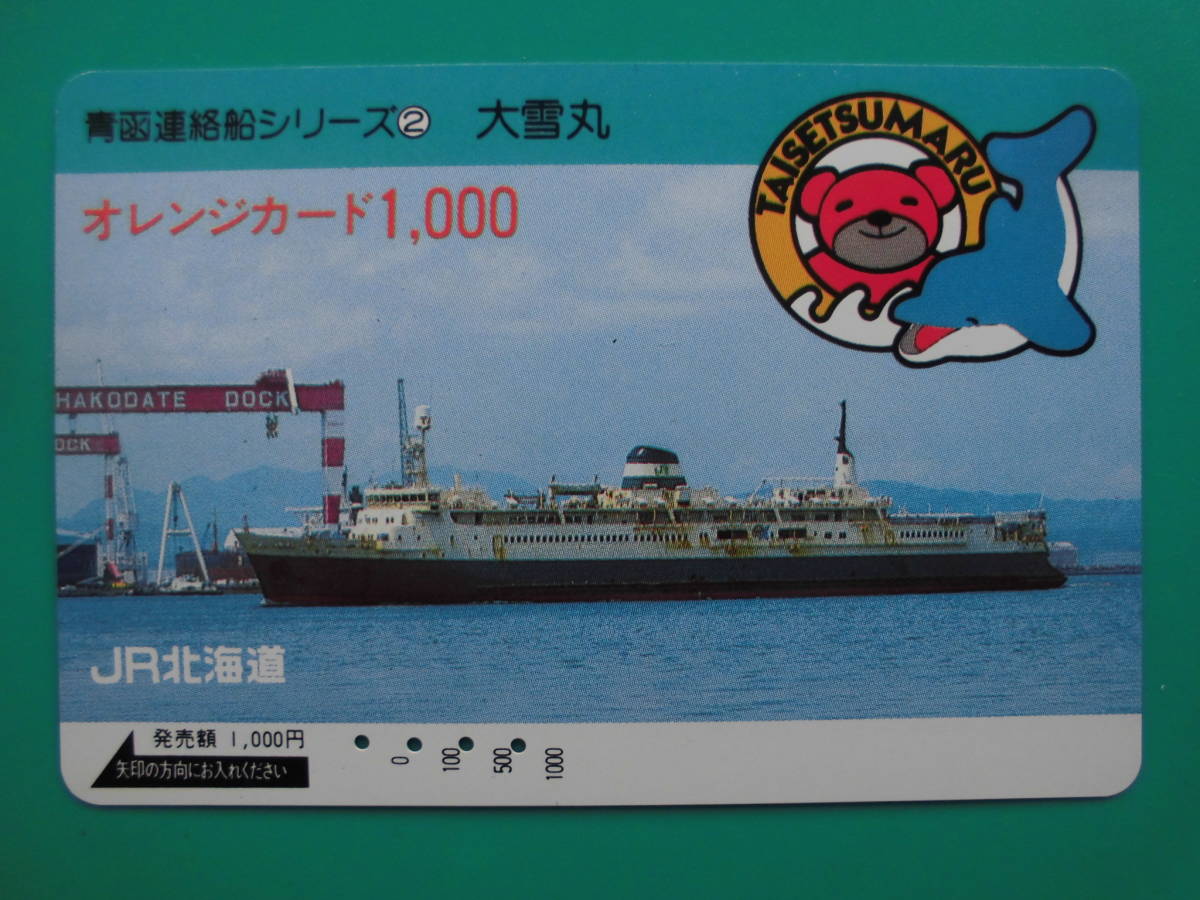 青函連絡船シリーズ② 大雪丸
TAISETSUMARU
オレンジカード1,000
HAKODATE DOCK
DOCK
JR
JR北海道
発売額 1,000円
矢印の方向にお入れください
0 100 500 1000